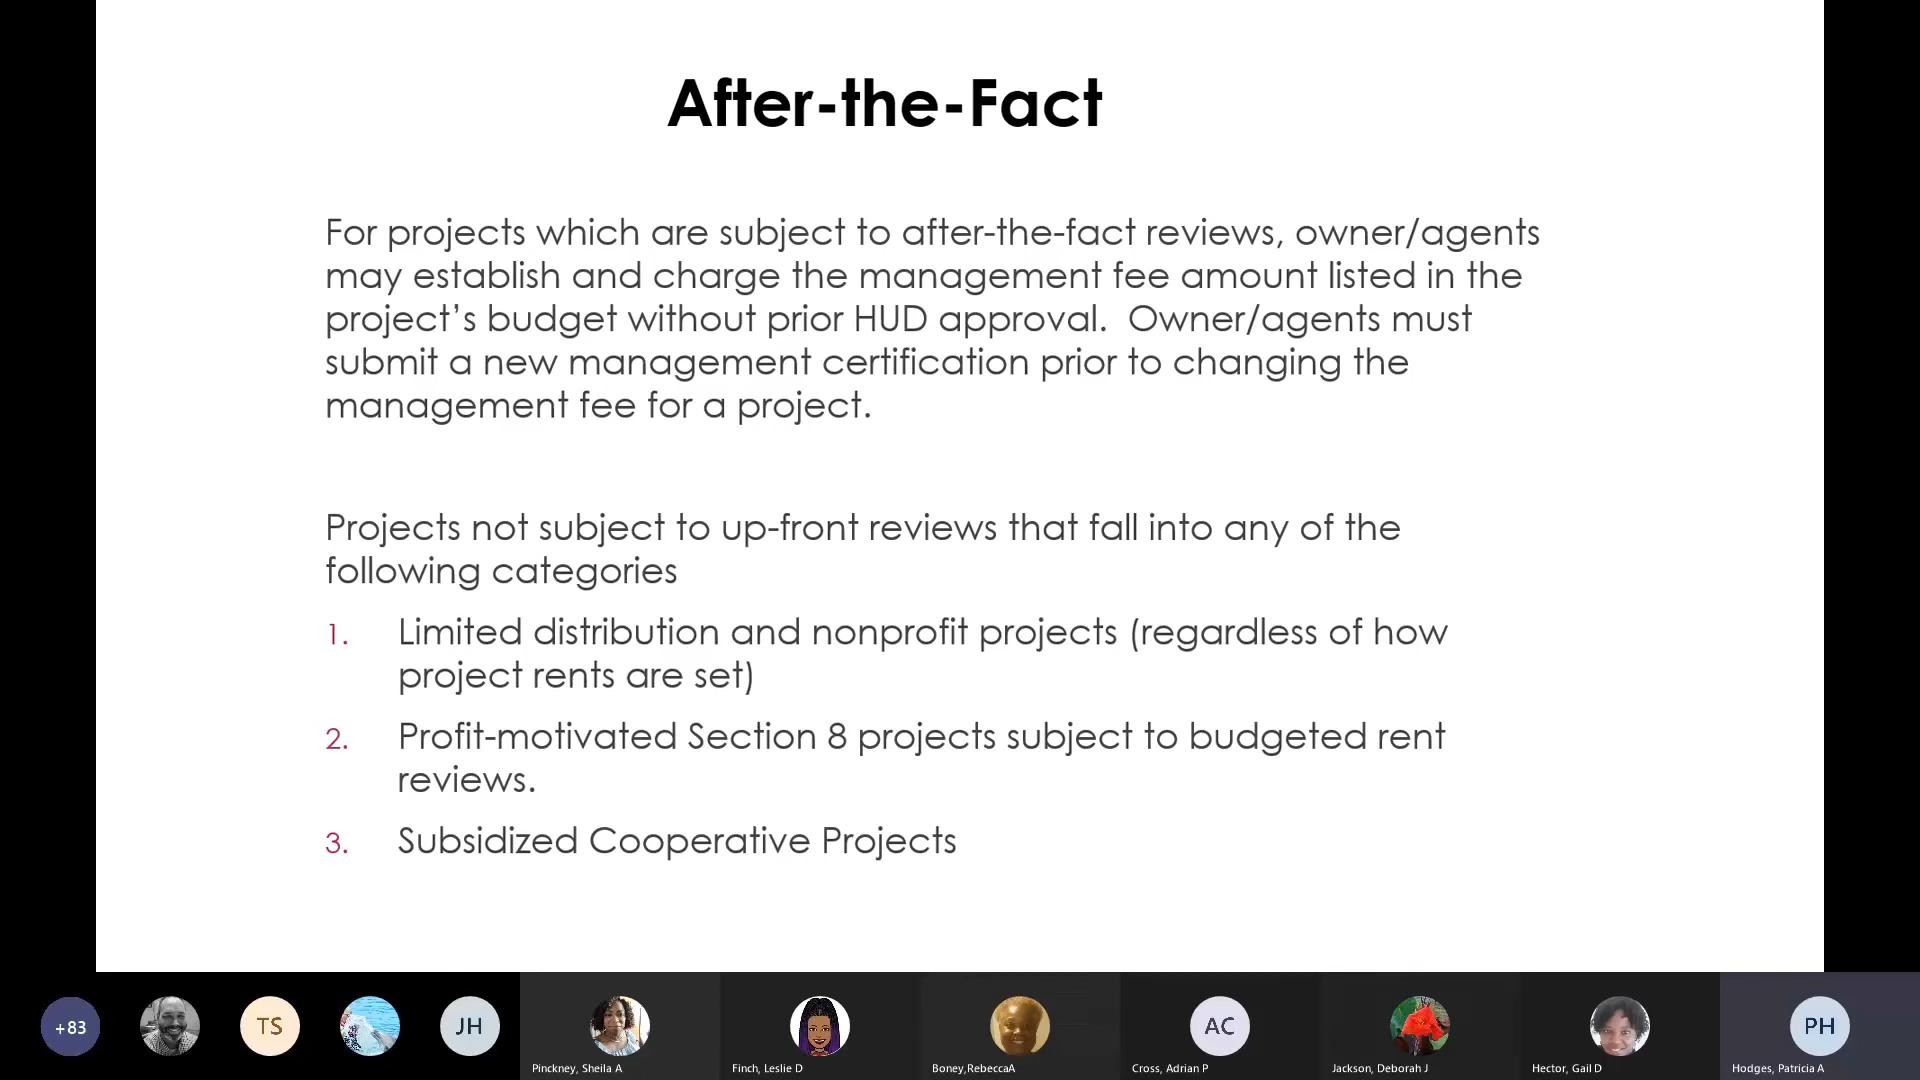 After-the-Fact
For projects which are subject to after-the-fact reviews, owner/agents
may establish and charge the management fee amount listed in the
project’s budget without prior HUD approval.  Owner/agents must
submit a new management certification prior to changing the
management fee for a project.
Projects not subject to up-front reviews that fall into any of the
following categories
1. Limited distribution and nonprofit projects (regardless of how
project rents are set)
2. Profit-motivated Section 8 projects subject to budgeted rent
reviews.
3. Subsidized Cooperative Projects
+83
TS
JH
AC
PH
Pinckney, Sheila A
Finch, Leslie D
Boney,RebeccaA
Cross, Adrian P
Jackson, Deborah J
Hector, Gail D
Hodges, Patricia A